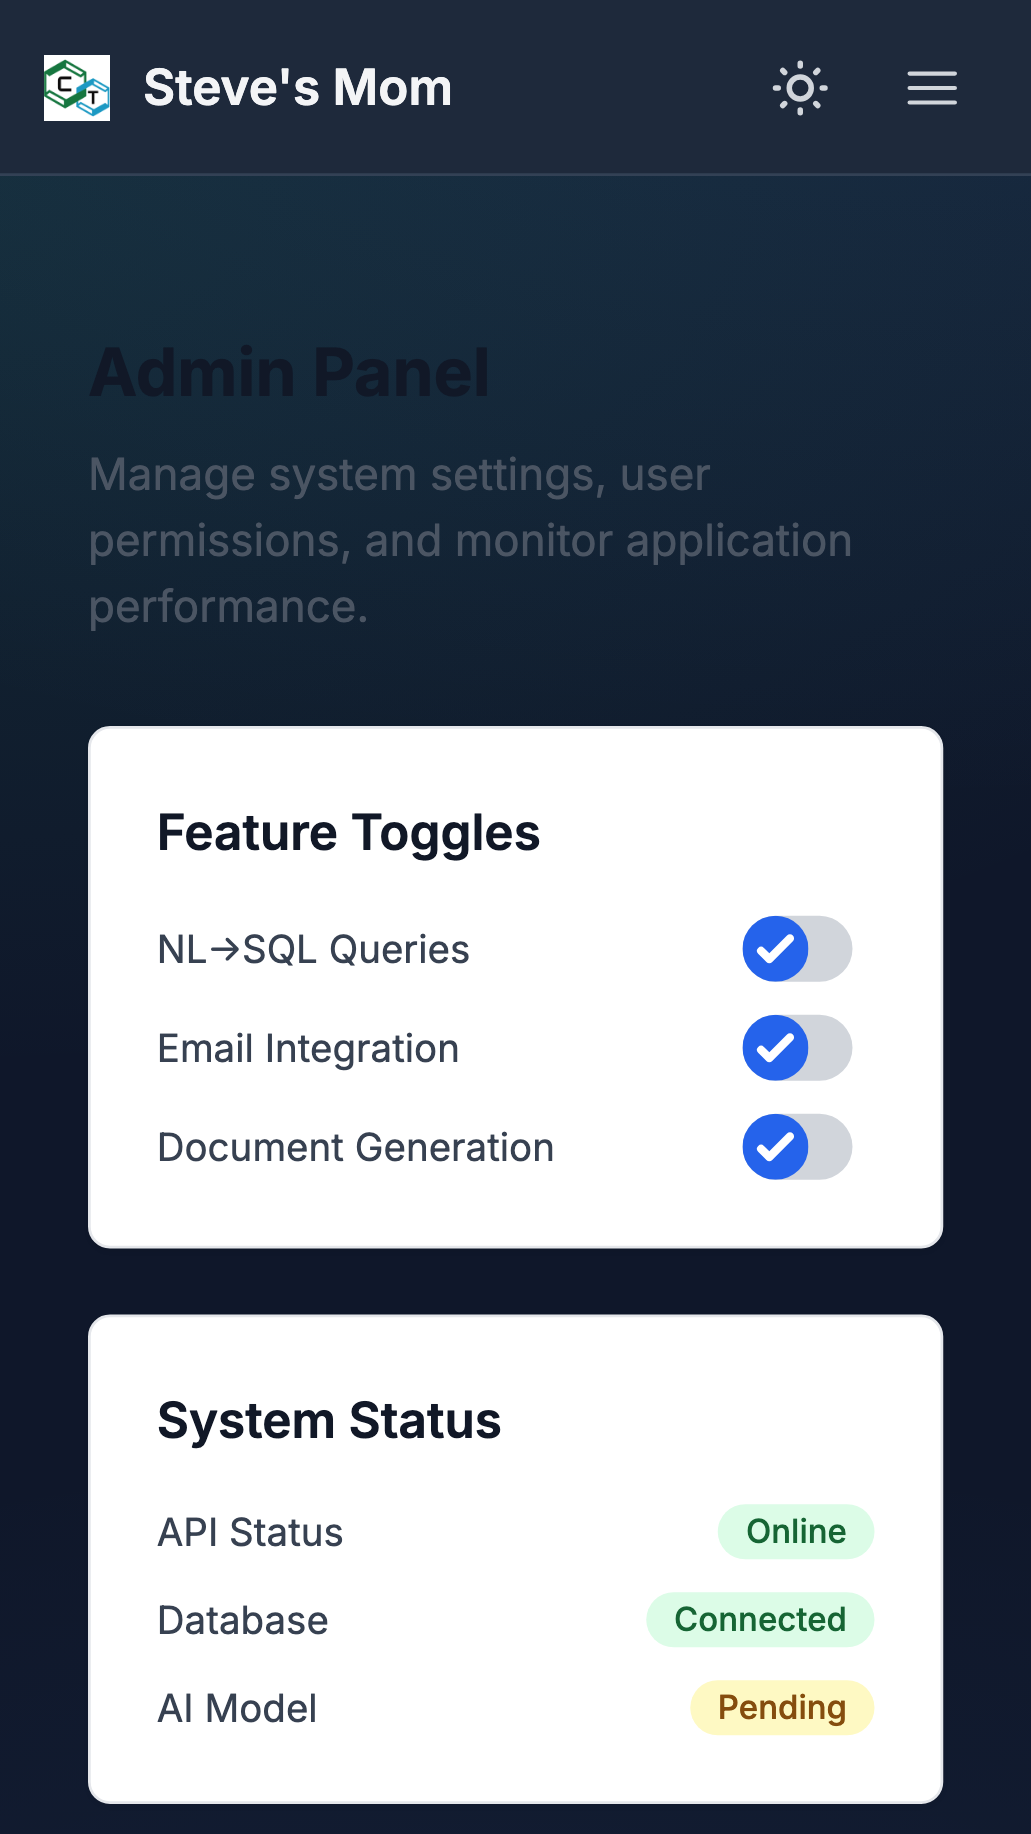 C
T
Steve's Mom
Admin Panel
Manage system settings, user
permissions, and monitor application
performance.
Feature Toggles
NL→SQL Queries
Email Integration
Document Generation
System Status
API Status Online
Database Connected
AI Model Pending